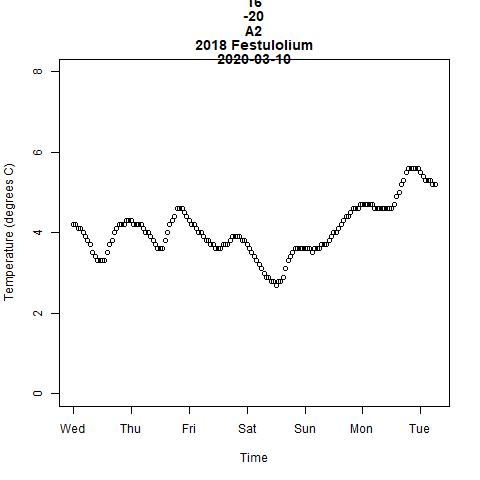 16
-20
A2
2018 Festulolium
2020-03-10
Temperature (degrees C)
8
6
4
2
0
Wed Thu Fri Sat Sun Mon Tue
Time